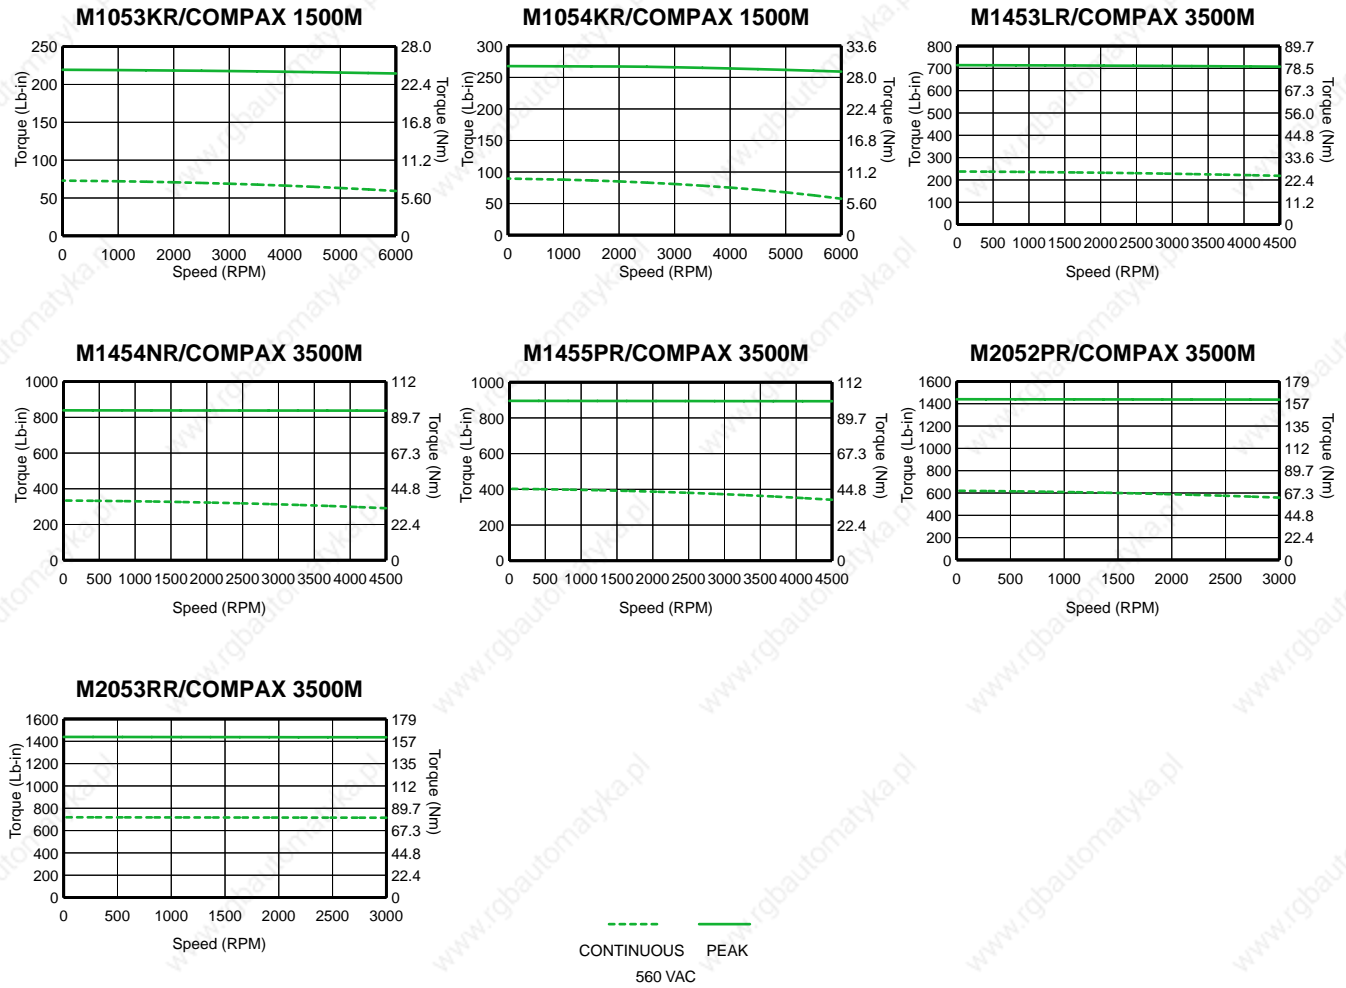 M1053KR/COMPAX 1500M
250
200
150
100
50
0
28.0
22.4
16.8
11.2
5.60
0
Torque (Lb-in)
Torque (Nm)
0 1000 2000 3000 4000 5000 6000
Speed (RPM)
M1054KR/COMPAX 1500M
300
250
200
150
100
50
0
33.6
28.0
22.4
16.8
11.2
5.60
0
Torque (Lb-in)
Torque (Nm)
0 1000 2000 3000 4000 5000 6000
Speed (RPM)
M1453LR/COMPAX 3500M
800
700
600
500
400
300
200
100
0
89.7
78.5
67.3
56.0
44.8
33.6
22.4
11.2
0
Torque (Lb-in)
Torque (Nm)
0 500 1000 1500 2000 2500 3000 3500 4000 4500
Speed (RPM)
M1454NR/COMPAX 3500M
1000
800
600
400
200
0
112
89.7
67.3
44.8
22.4
0
Torque (Lb-in)
Torque (Nm)
0 500 1000 1500 2000 2500 3000 3500 4000 4500
Speed (RPM)
M1455PR/COMPAX 3500M
1000
800
600
400
200
0
112
89.7
67.3
44.8
22.4
0
Torque (Lb-in)
Torque (Nm)
0 500 1000 1500 2000 2500 3000 3500 4000 4500
Speed (RPM)
M2052PR/COMPAX 3500M
1600
1400
1200
1000
800
600
400
200
0
179
157
135
112
89.7
67.3
44.8
22.4
0
Torque (Lb-in)
Torque (Nm)
0 500 1000 1500 2000 2500 3000
Speed (RPM)
M2053RR/COMPAX 3500M
1600
1400
1200
1000
800
600
400
200
0
179
157
135
112
89.7
67.3
44.8
22.4
0
Torque (Lb-in)
Torque (Nm)
0 500 1000 1500 2000 2500 3000
Speed (RPM)
CONTINUOUS PEAK
560 VAC
www.rgbautomatyka.pl